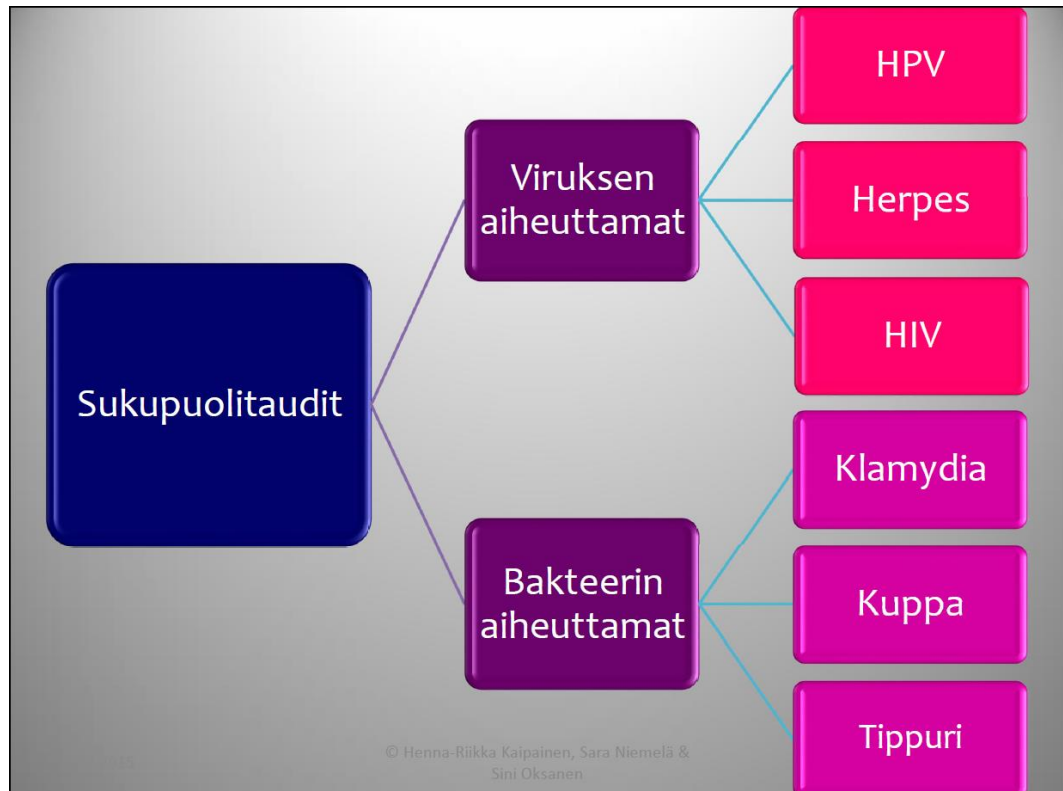 Sukupuolitaudit
Viruksen
aiheuttamat
HPV
Herpes
HIV
Bakteerin
aiheuttamat
Klamydia
Kuppa
Tippuri
© Henna-Riikka Kaipainen, Sara Niemelä &
Sini Oksanen